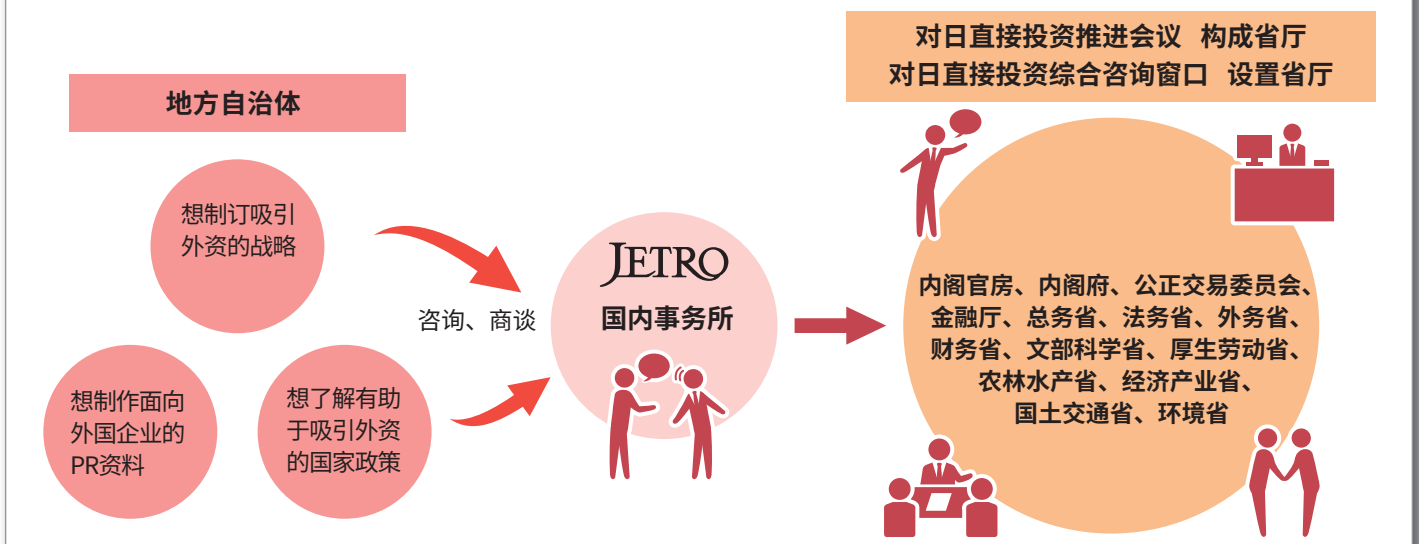 地方自治体
想制订吸引
外资的战略
想制作面向
外国企业的
PR资料
想了解有助
于吸引外资
的国家政策
咨询、商谈
JETRO
国内事务所
对日直接投资推进会议 构成省厅
对日直接投资综合咨询窗口 设置省厅
内阁官房、内阁府、公正交易委员会、
金融厅、总务省、法务省、外务省、
财务省、文部科学省、厚生劳动省、
农林水产省、经济产业省、
国土交通省、环境省